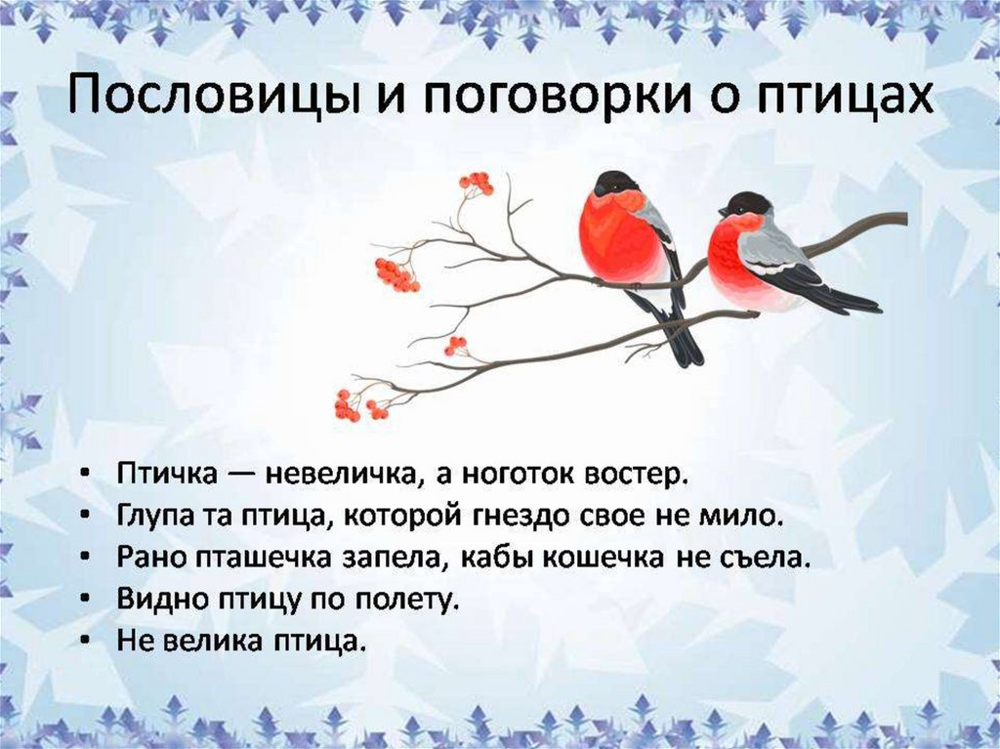 Пословицы и поговорки о птицах
• Птичка — невеличка, а ноготок востер.
• Глупа та птица, которой гнездо свое не мило.
• Рано пташечка запела, кабы кошечка не съела.
• Видно птицу по полету.
• Не велика птица.